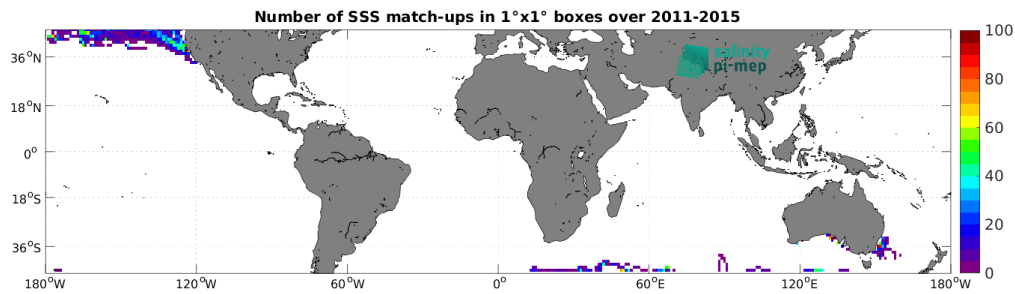 Number of SSS match-ups in 1°x1° boxes over 2011-2015
salinity
pi-mep
36°N
18°N
0°
18°S
36°S
180°W 120°W 60°W 0° 60°E 120°E 180°W
100
80
60
40
20
0